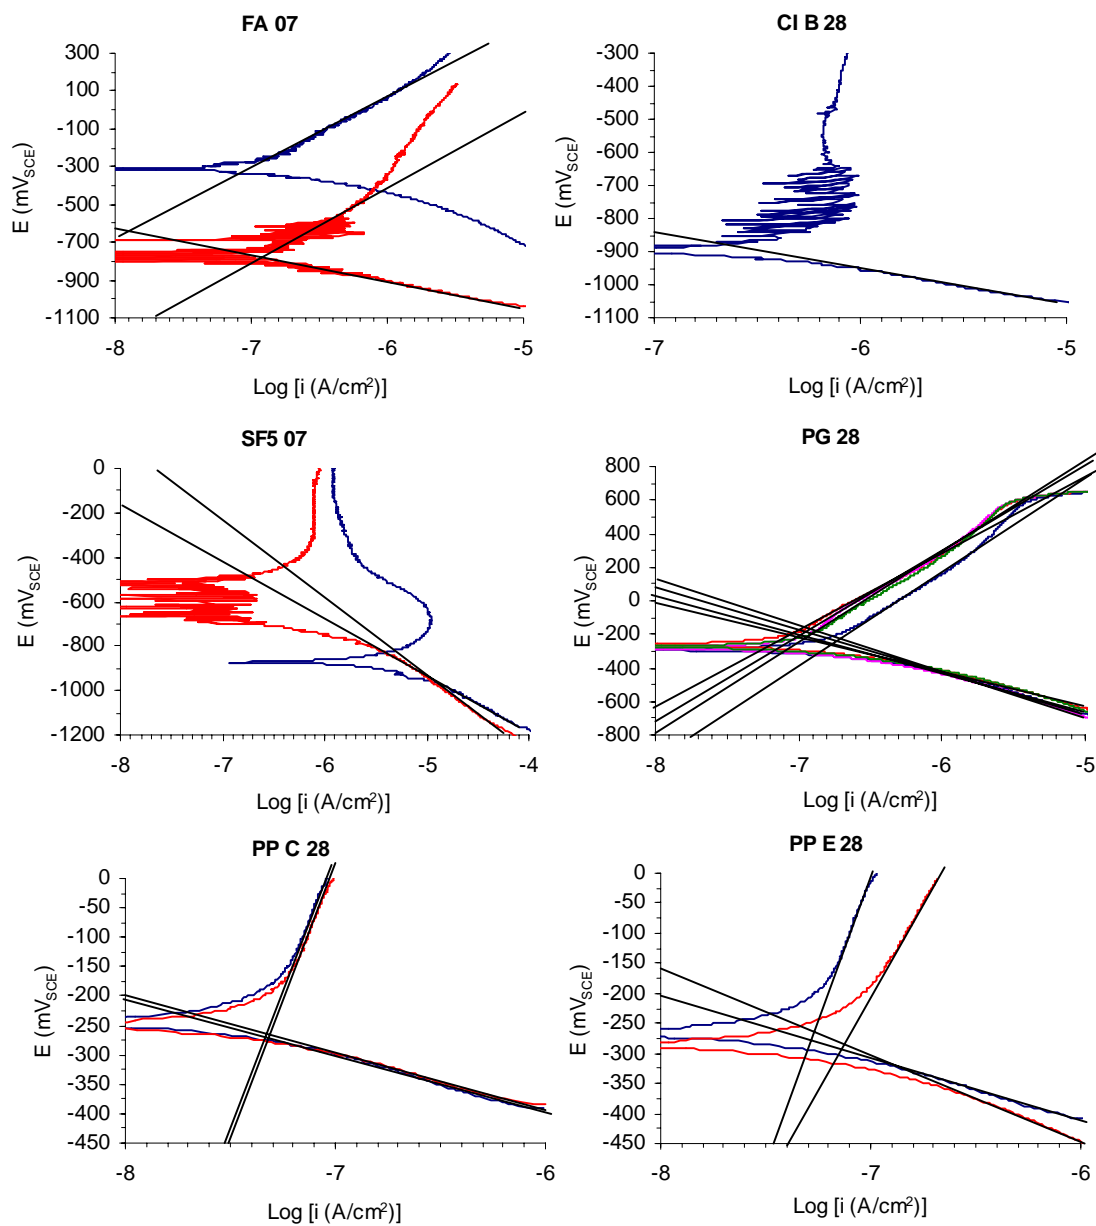 FA 07
300
100
-100
-300
-500
-700
-900
-1100
E (mVSCE)
-8 -7 -6 -5
Log [i (A/cm²)]
CI B 28
-300
-400
-500
-600
-700
-800
-900
-1000
-1100
E (mVSCE)
-7 -6 -5
Log [i (A/cm²)]
SF5 07
0
-200
-400
-600
-800
-1000
-1200
E (mVSCE)
-8 -7 -6 -5 -4
Log [i (A/cm²)]
PG 28
800
600
400
200
0
-200
-400
-600
-800
E (mVSCE)
-8 -7 -6 -5
Log [i (A/cm²)]
PP C 28
0
-50
-100
-150
-200
-250
-300
-350
-400
-450
E (mVSCE)
-8 -7 -6
Log [i (A/cm²)]
PP E 28
0
-50
-100
-150
-200
-250
-300
-350
-400
-450
E (mVSCE)
-8 -7 -6
Log [i (A/cm²)]